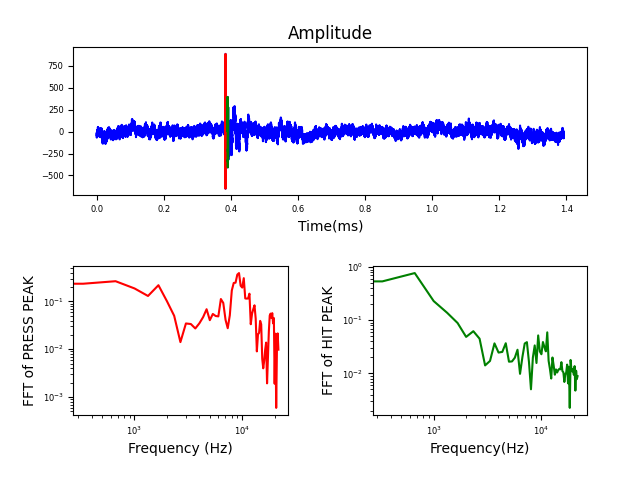 Amplitude
750
500
250
0
−250
−500
0.0 0.2 0.4 0.6 0.8 1.0 1.2 1.4
Time(ms)
FFT of PRESS PEAK
10⁻¹
10⁻²
10⁻³
10³ 10⁴
Frequency (Hz)
FFT of HIT PEAK
10⁰
10⁻¹
10⁻²
10³ 10⁴
Frequency(Hz)